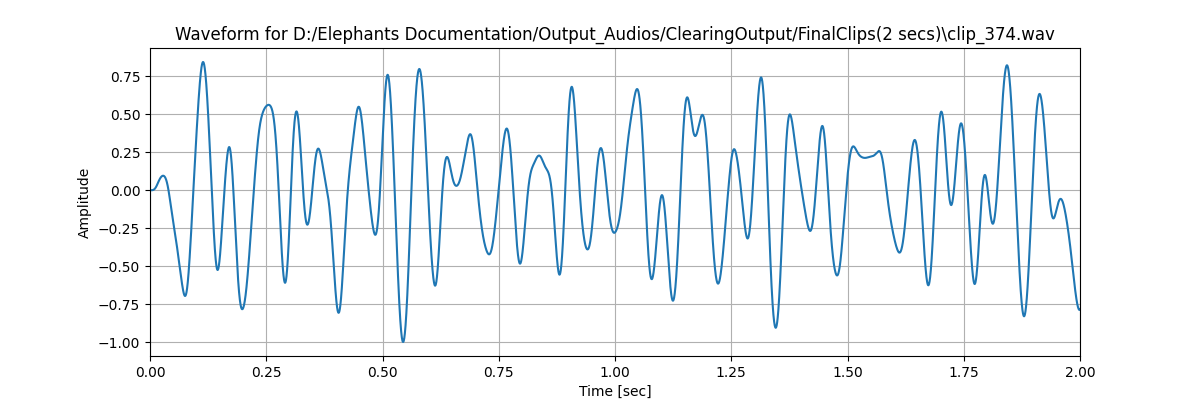 Waveform for D:/Elephants Documentation/Output_Audios/ClearingOutput/FinalClips(2 secs)\clip_374.wav
Amplitude
0.75
0.50
0.25
0.00
−0.25
−0.50
−0.75
−1.00
0.00 0.25 0.50 0.75 1.00 1.25 1.50 1.75 2.00
Time [sec]